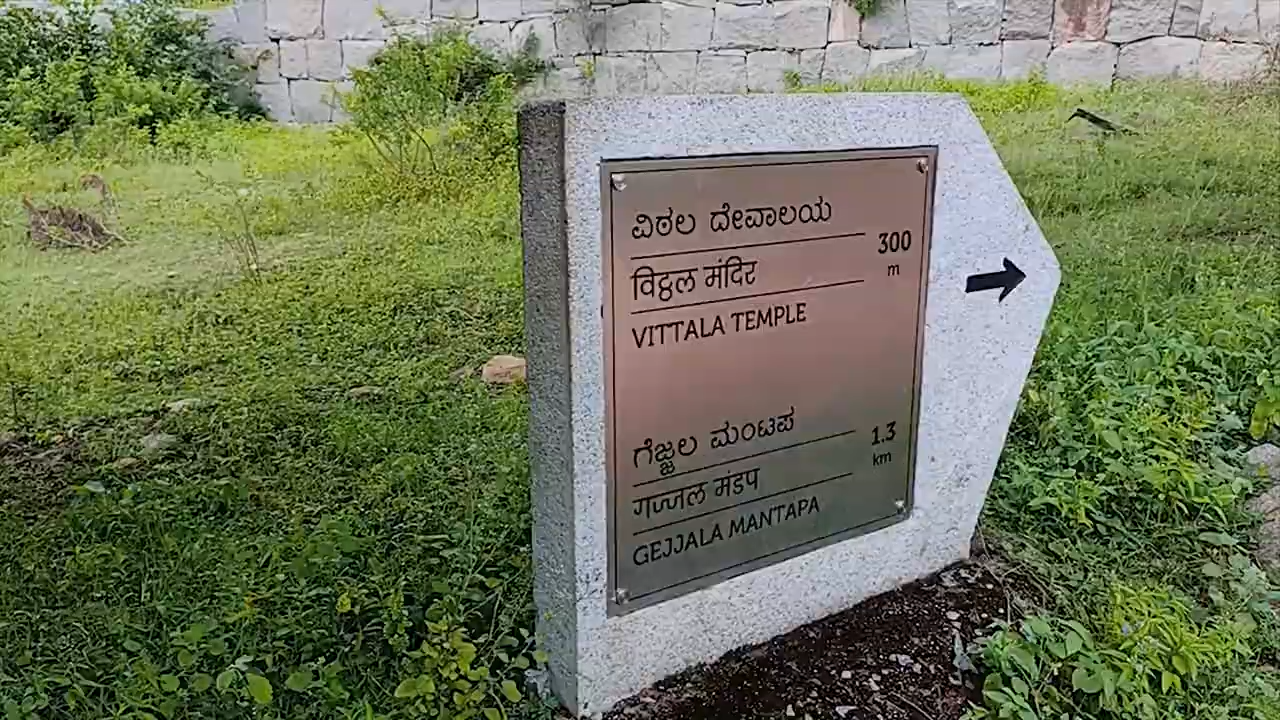 ವಿಠಲ ದೇವಾಲಯ
विठ्ठल मंदिर
VITTALA TEMPLE
300
m
ಗೆಜ್ಜಲ ಮಂಟಪ
गज्जल मंडप
GEJJALA MANTAPA
1.3
km